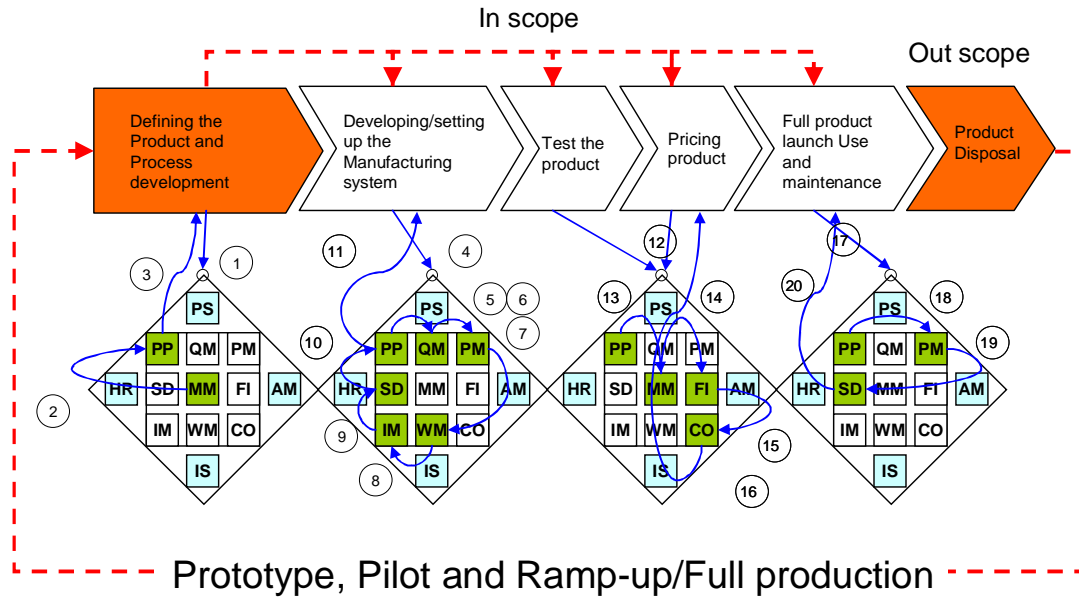 In scope
Out scope
Defining the
Product and
Process
development
Developing/setting
up the
Manufacturing
system
Test the
product
Pricing
product
Full product
launch Use
and
maintenance
Product
Disposal
3
1
11
4
12
17
2
10
5
6
7
9
8
13
14
15
16
20
18
19
PS
PP QM PM
HR SD MM FI AM
IM WM CO
IS
PS
PP QM PM
HR SD MM FI AM
IM WM CO
IS
PS
PP QM PM
HR SD MM FI AM
IM WM CO
IS
PS
PP QM PM
HR SD MM FI AM
IM WM CO
IS
Prototype, Pilot and Ramp-up/Full production